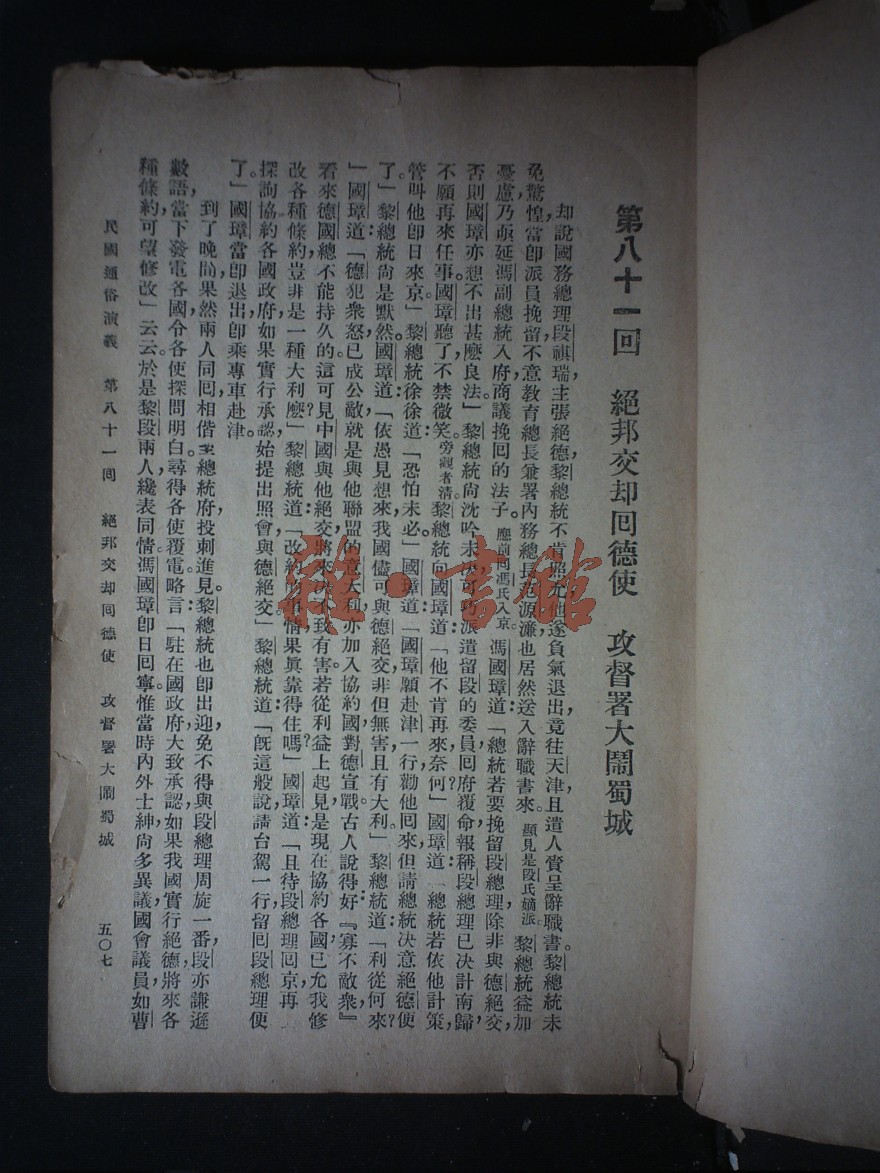 第八十一回　絕邦交却回德使　攻督署大鬧蜀城
却說國務總理段祺瑞主張絕德黎總統不肯照允他遂負氣退出竟往天津且遣人賚呈辭職書黎總統未
免驚惶當卽派員挽留不意教育總長兼署內務總長范源濂也居然送入辭職書來顯見是段氏嫡派。黎總統益加
憂慮乃亟延馮副總統入府商議挽回的法子。應前回馮氏入京。馮國璋道：「總統若要挽留段總理除非與德絕交，
否則國璋亦想不出甚麽良法。」黎總統尚沈吟未決可巧派遣留段的委員回府覆命報稱段總理已决計南歸，
不願再來任事。國璋聽了，不禁微笑。旁觀者清。黎總統向國璋道：「他不肯再來奈何？」國璋道：「總統若依他計策，
管叫他卽日來京。」黎總統徐徐道：「恐怕未必。」國璋道：「國璋願赴津一行，勸他回來，但請總統决意絕德便
了。」黎總統尚是默然。國璋道：「依愚見想來，我國儘可與德絕交，非但無害，且有大利。」黎總統道：「利從何來？
」國璋道：「德犯衆怒，已成公敵，就是與他聯盟的意大利，亦加入協約國，對德宣戰，古人說得好：『寡不敵衆』
看來德國總不能持久的。這可見中國與他絕交，將來不致有害。若從利益上起見，是現在協約各國，已允我修
改各種條約，豈非是一種大利麽？」黎總統道：「改約的事情，果眞靠得住嗎？」國璋道：「且待段總理回京，再
探詢協約各國政府，如果實行承認，始提出照會，與德絕交。」黎總統道：「旣這般說，請台駕一行，留回段總理便
了。」國璋當卽退出，卽乘專車赴津。
到了晚間，果然兩人同回，相偕至總統府，投刺進見。黎總統也卽出迎，免不得與段總理周旋一番，段亦謙遜
數語，當下發電各國，令各使探問明白。尋得各使覆電，略言：「駐在國政府，大致承認，如果我國實行絕德，將來各
種條約，可望修改」云云。於是黎段兩人，纔表同情。馮國璋卽日回寧。惟當時內外士紳，尚多異議，國會議員，如曹
民國通俗演義　第八十一回　絕邦交却回德使　攻督署大鬧蜀城　五〇七
雅·書館